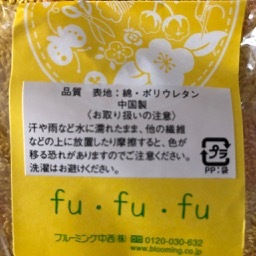 品質 表地：綿・ポリウレタン
中国製
〈お取り扱いの注意〉
汗や雨など水に濡れたまま、他の繊維
などの上に放置したり摩擦すると、色が
移る恐れがありますのでご注意ください。
洗濯はお避けください。
プラ
PP：袋
fu・fu・fu
ブルーミング中西(株) 0120-030-632
www.blooming.co.jp